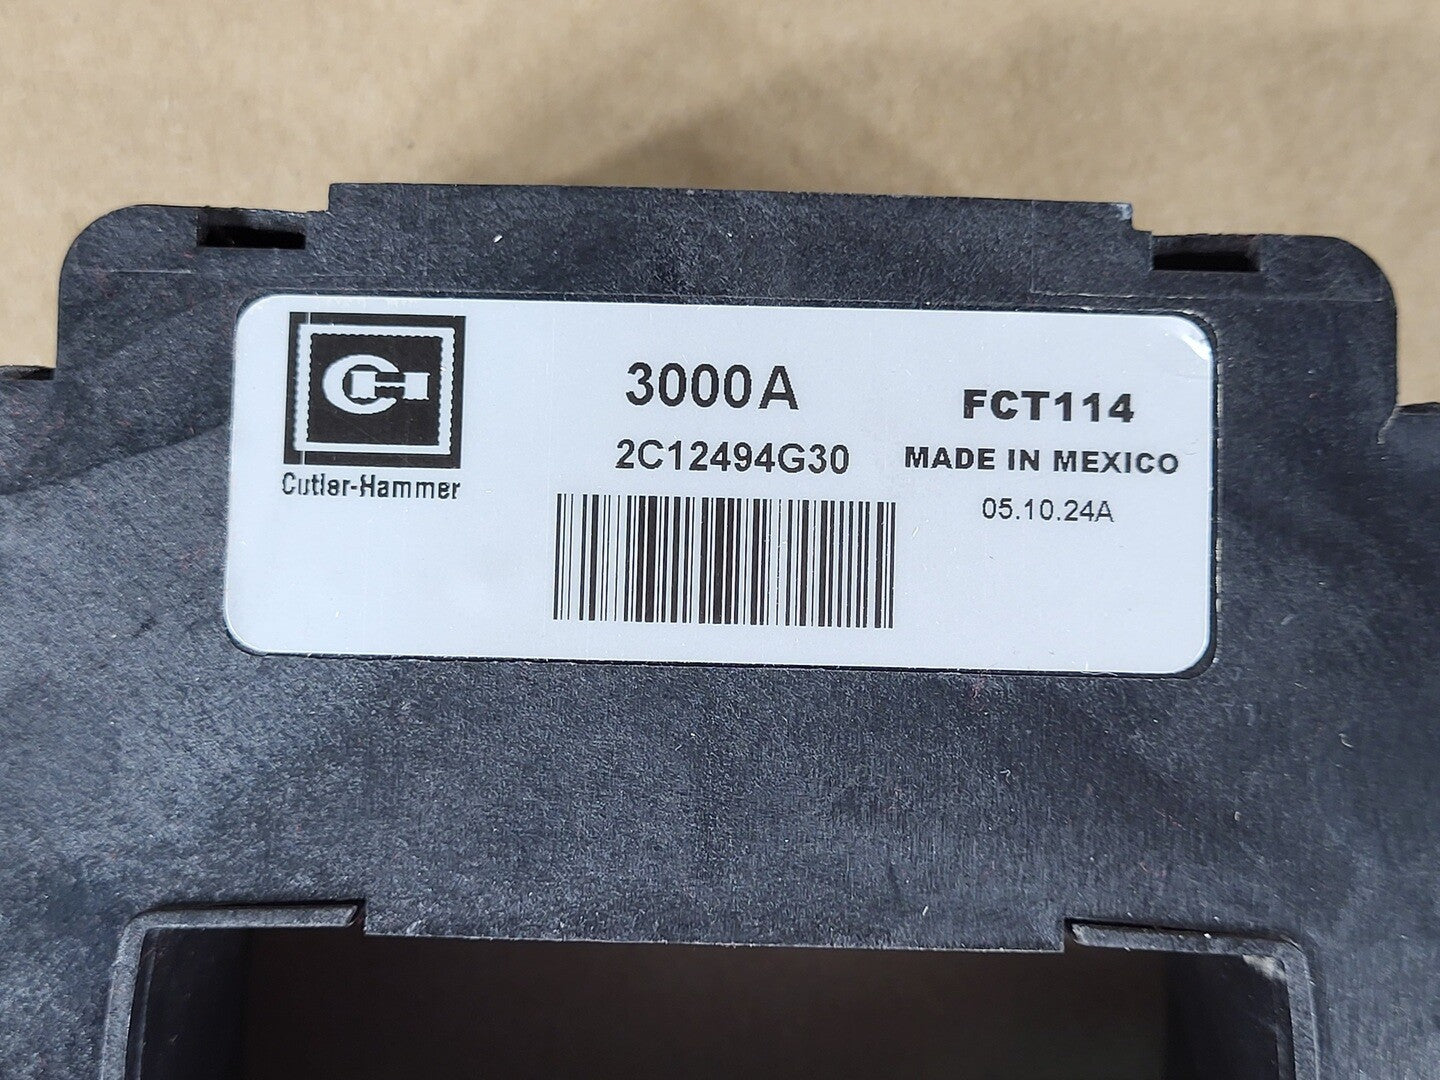 Cutler-Hammer
3000A
2C12494G30
FCT114
MADE IN MEXICO
05.10.24A